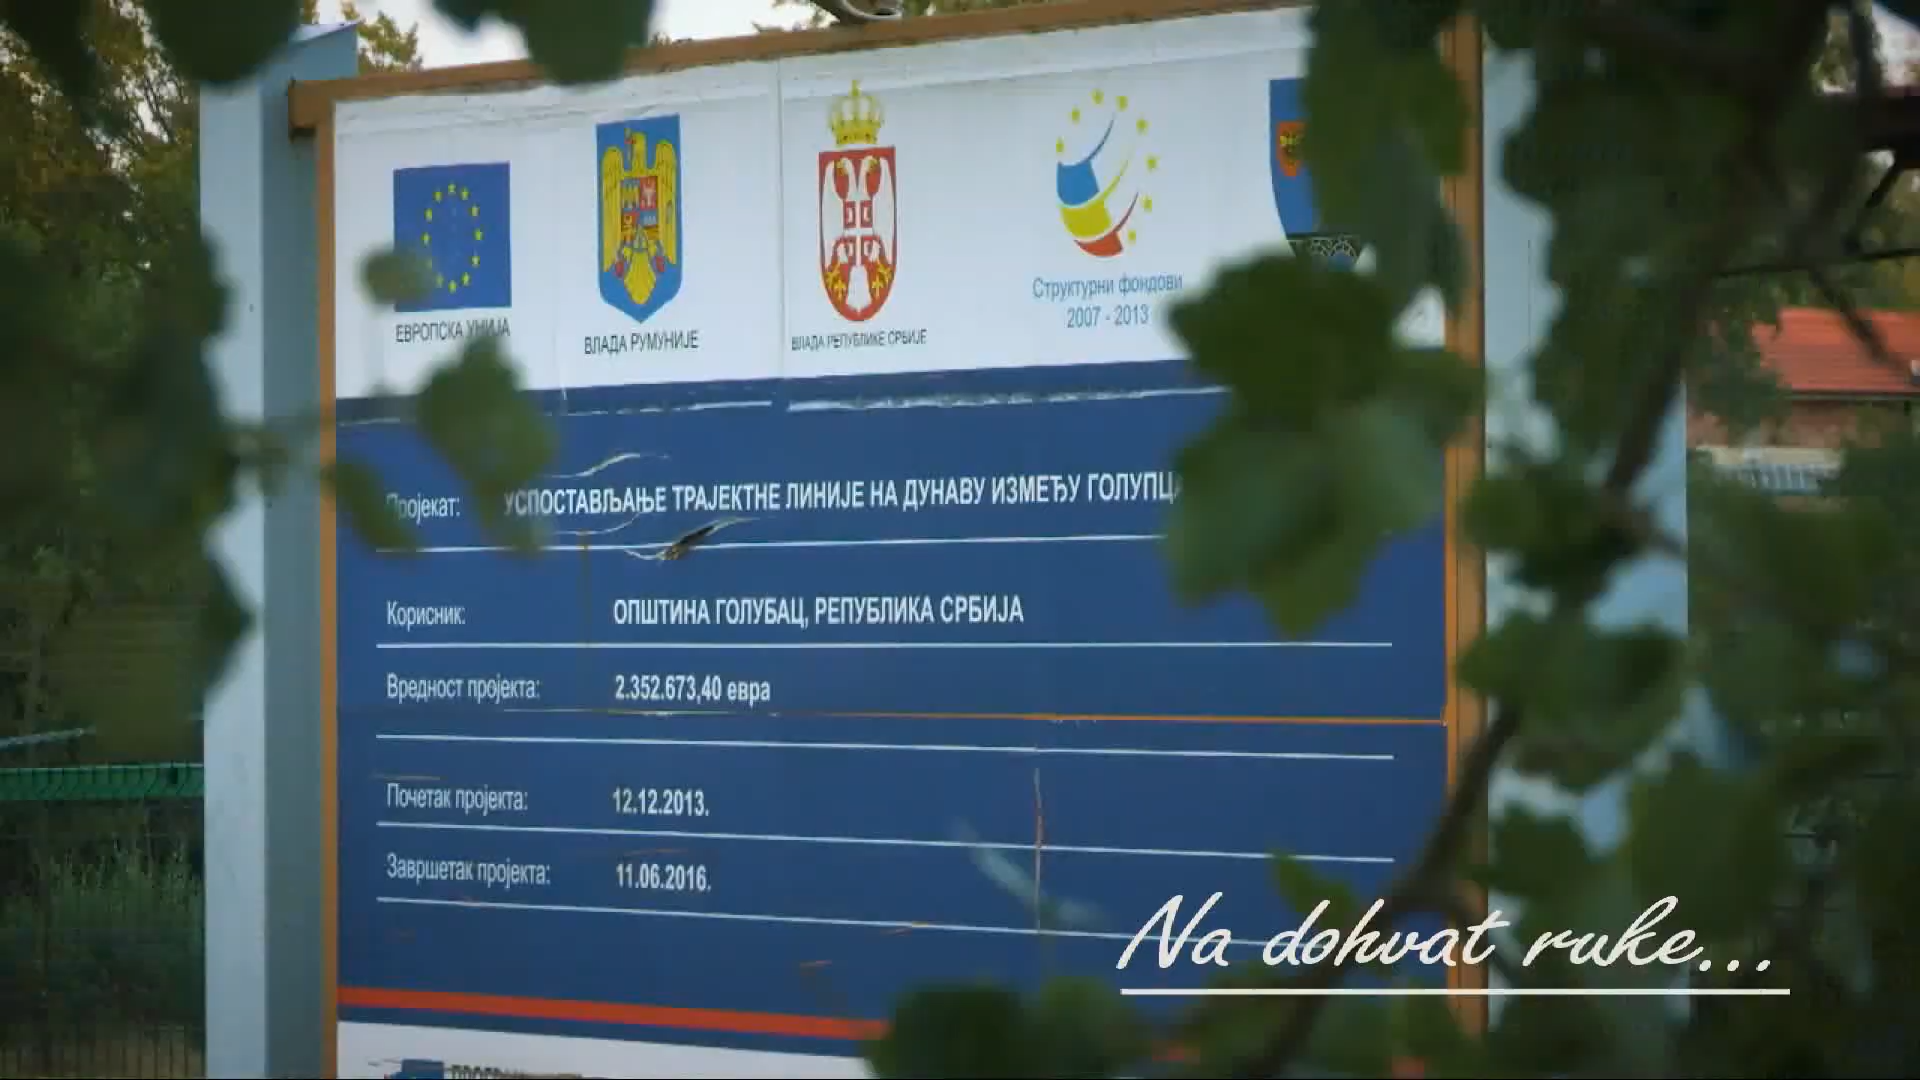 ЕВРОПСКА УНИЈА
ВЛАДА РУМУНИЈЕ
ВЛАДА РЕПУБЛИКЕ СРБИЈЕ
Структурни фондови
2007 - 2013
Пројекат: УСПОСТАВЉАЊЕ ТРАЈЕКТНЕ ЛИНИЈЕ НА ДУНАВУ ИЗМЕЂУ ГОЛУПЦА
Корисник: ОПШТИНА ГОЛУБАЦ, РЕПУБЛИКА СРБИЈА
Вредност пројекта: 2.352.673,40 евра
Почетак пројекта: 12.12.2013.
Завршетак пројекта: 11.06.2016.
Na dohvat ruke...